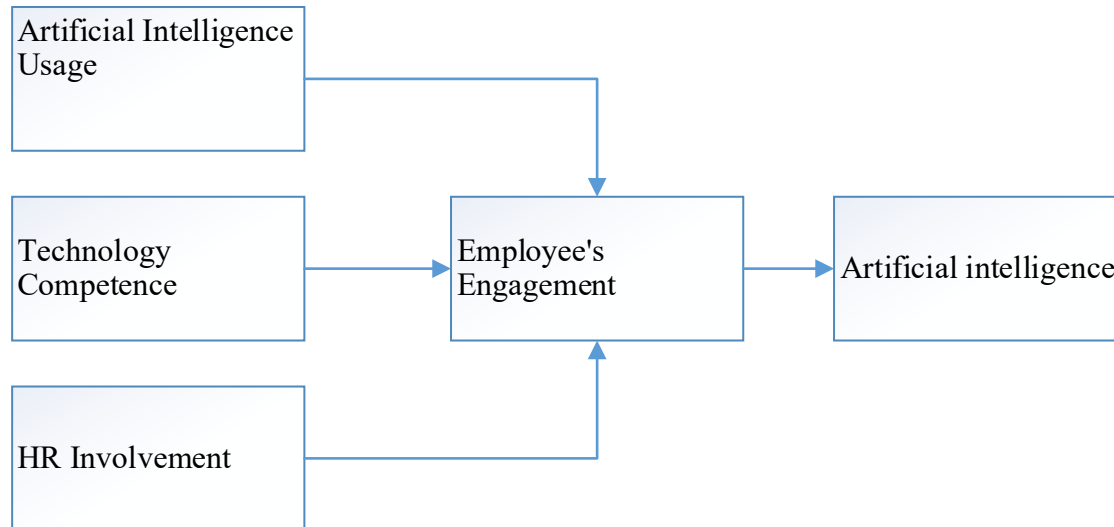 Artificial Intelligence
Usage
Technology
Competence
Employee's
Engagement
Artificial intelligence
HR Involvement